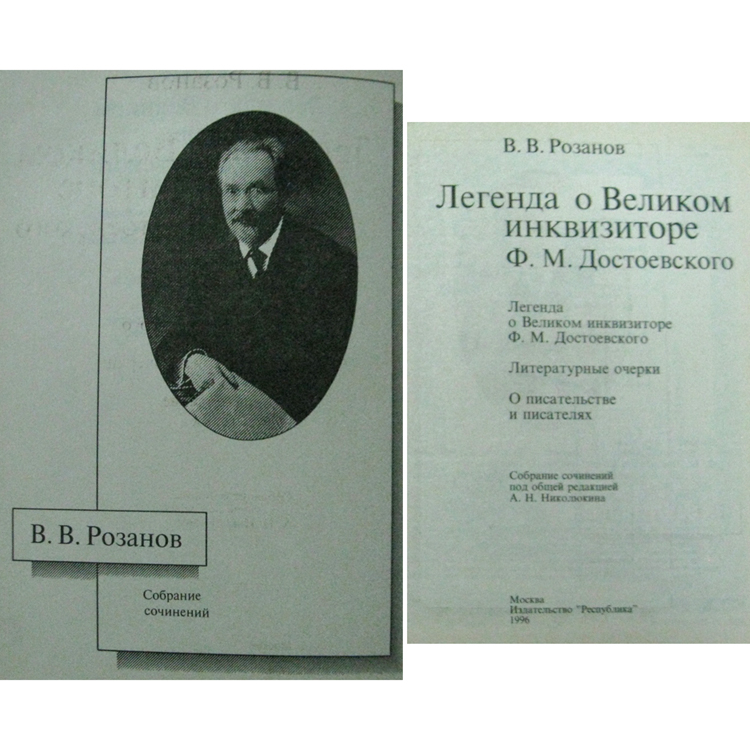 В. В. Розанов
Собрание
сочинений
В. В. Розанов
Легенда о Великом
инквизиторе
Ф. М. Достоевского
Легенда
о Великом инквизиторе
Ф. М. Достоевского
Литературные очерки
О писательстве
и писателях
Собрание сочинений
под общей редакцией
А. Н. Николюкина
Москва
Издательство "Республика"
1996